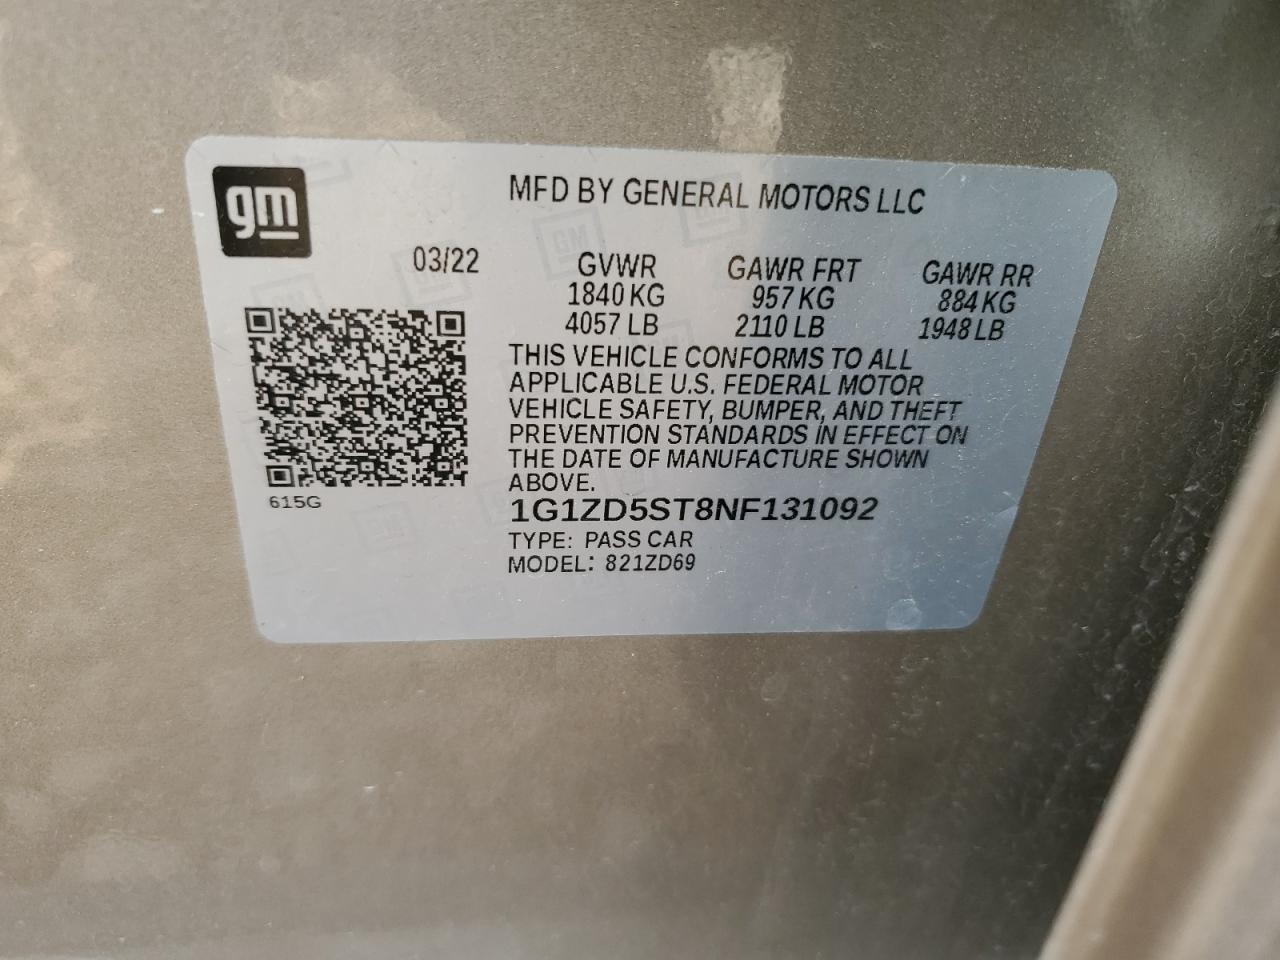 gm
MFD BY GENERAL MOTORS LLC
03/22
GVWR GAWR FRT GAWR RR
1840 KG 957 KG 884 KG
4057 LB 2110 LB 1948 LB
THIS VEHICLE CONFORMS TO ALL
APPLICABLE U.S. FEDERAL MOTOR
VEHICLE SAFETY, BUMPER, AND THEFT
PREVENTION STANDARDS IN EFFECT ON
THE DATE OF MANUFACTURE SHOWN
ABOVE.
615G
1G1ZD5ST8NF131092
TYPE: PASS CAR
MODEL: 821ZD69